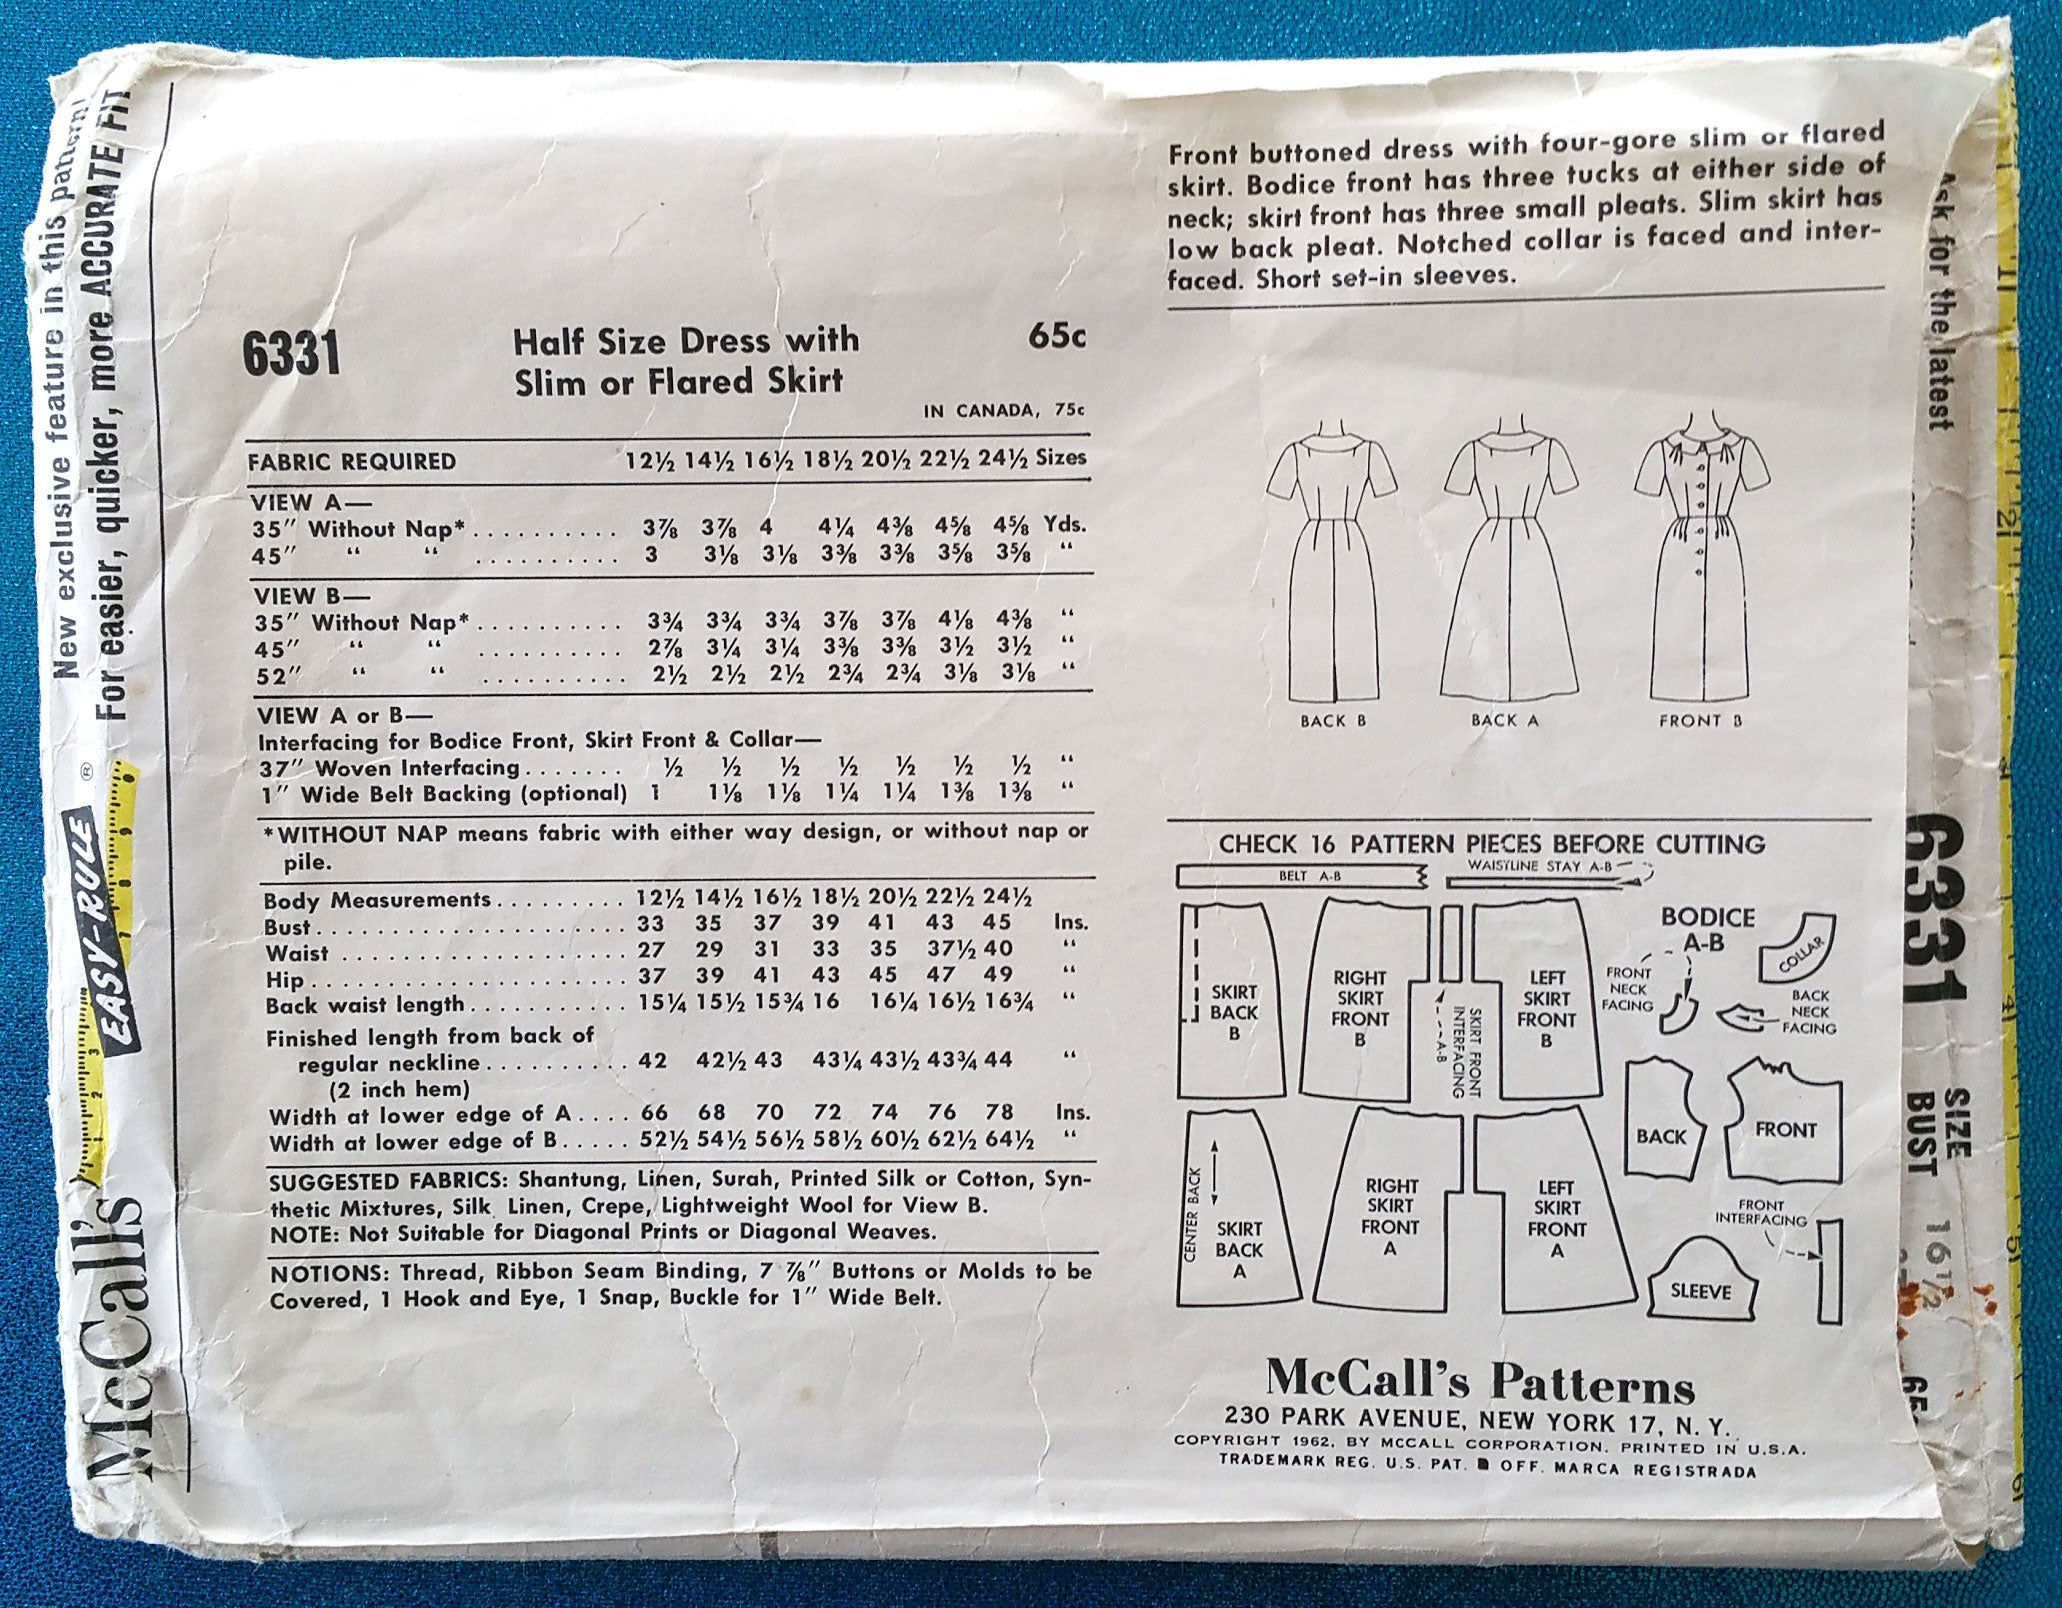 New exclusive feature in this pattern!
For easier, quicker, more ACCURATE FIT
EASY-RULE ®
McCall's
6331
Half Size Dress with
Slim or Flared Skirt
65c
IN CANADA, 75c
FABRIC REQUIRED 12½ 14½ 16½ 18½ 20½ 22½ 24½ Sizes
VIEW A—
35" Without Nap* .......... 3⅞ 3⅞ 4 4¼ 4⅜ 4⅝ 4⅝ Yds.
45" " " .......... 3 3⅛ 3⅛ 3⅜ 3⅜ 3⅝ 3⅝ "
VIEW B—
35" Without Nap* .......... 3¾ 3¾ 3¾ 3⅞ 3⅞ 4⅛ 4⅜ "
45" " " .......... 2⅞ 3¼ 3¼ 3⅜ 3⅜ 3½ 3½ "
52" " " .......... 2½ 2½ 2½ 2¾ 2¾ 3⅛ 3⅛ "
VIEW A or B—
Interfacing for Bodice Front, Skirt Front & Collar—
37" Woven Interfacing....... ½ ½ ½ ½ ½ ½ ½ "
1" Wide Belt Backing (optional) 1 1⅛ 1⅛ 1¼ 1¼ 1⅜ 1⅜ "
*WITHOUT NAP means fabric with either way design, or without nap or
pile.
Body Measurements......... 12½ 14½ 16½ 18½ 20½ 22½ 24½
Bust...................... 33 35 37 39 41 43 45 Ins.
Waist .................... 27 29 31 33 35 37½ 40 "
Hip....................... 37 39 41 43 45 47 49 "
Back waist length........... 15¼ 15½ 15¾ 16 16¼ 16½ 16¾ "
Finished length from back of
regular neckline.......... 42 42½ 43 43¼ 43½ 43¾ 44 "
(2 inch hem)
Width at lower edge of A.... 66 68 70 72 74 76 78 Ins.
Width at lower edge of B..... 52½ 54½ 56½ 58½ 60½ 62½ 64½ "
SUGGESTED FABRICS: Shantung, Linen, Surah, Printed Silk or Cotton, Syn-
thetic Mixtures, Silk Linen, Crepe, Lightweight Wool for View B.
NOTE: Not Suitable for Diagonal Prints or Diagonal Weaves.
NOTIONS: Thread, Ribbon Seam Binding, 7 ⅞" Buttons or Molds to be
Covered, 1 Hook and Eye, 1 Snap, Buckle for 1" Wide Belt.
Front buttoned dress with four-gore slim or flared
skirt. Bodice front has three tucks at either side of
neck; skirt front has three small pleats. Slim skirt has
low back pleat. Notched collar is faced and inter-
faced. Short set-in sleeves.
BACK B
BACK A
FRONT B
CHECK 16 PATTERN PIECES BEFORE CUTTING
BELT A-B
WAISTLINE STAY A-B
SKIRT
BACK
B
RIGHT
SKIRT
FRONT
B
SKIRT FRONT
INTERFACING
A-B
LEFT
SKIRT
FRONT
B
BODICE
A-B
FRONT
NECK
FACING
COLLAR
BACK
NECK
FACING
BACK
FRONT
CENTER BACK
SKIRT
BACK
A
RIGHT
SKIRT
FRONT
A
LEFT
SKIRT
FRONT
A
FRONT
INTERFACING
SLEEVE
McCall's Patterns
230 PARK AVENUE, NEW YORK 17, N. Y.
COPYRIGHT 1962, BY MCCALL CORPORATION. PRINTED IN U.S.A.
TRADEMARK REG. U.S. PAT. OFF. MARCA REGISTRADA
Ask for the latest
6331
SIZE 16½
BUST